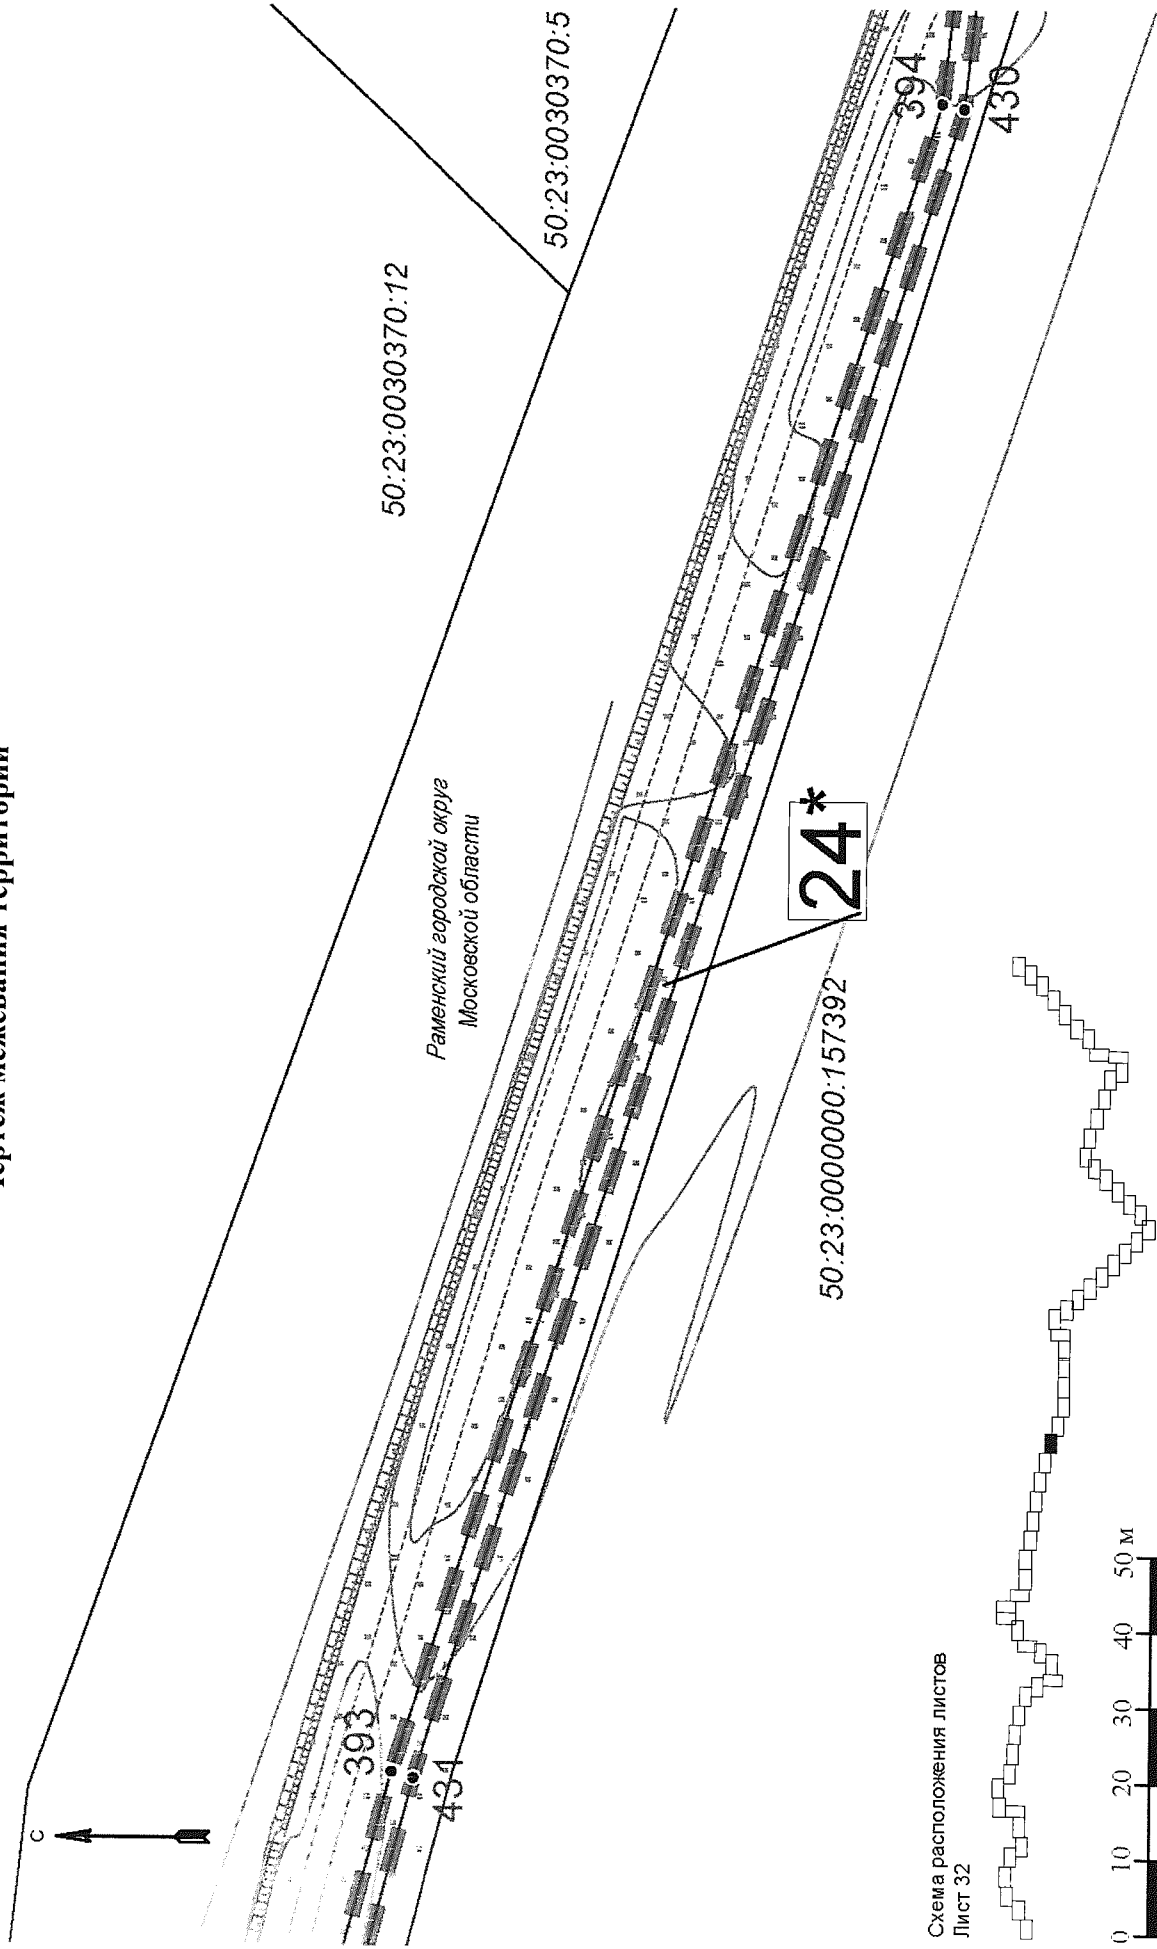 Чертеж межевания территории
С
50:23:0030370:12
50:23:0030370:5
Раменский городской округ
Московской области
393
431
394
430
24*
50:23:0000000:157392
Схема расположения листов
Лист 32
0 10 20 30 40 50 м